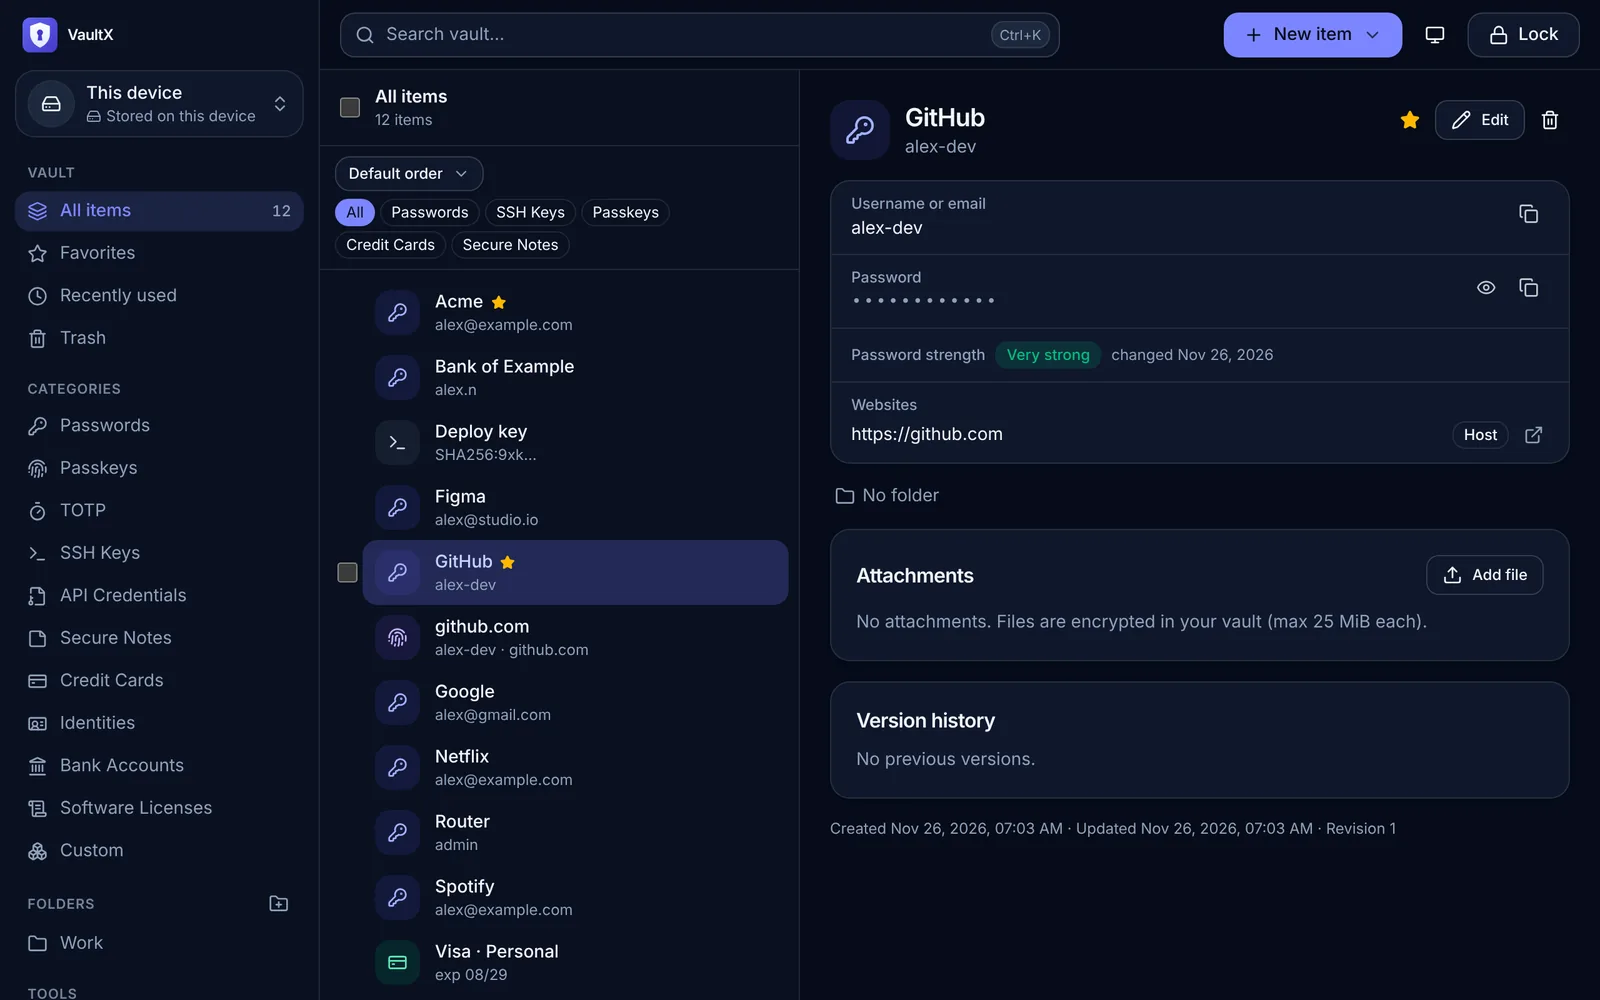 VaultX
This device
Stored on this device
VAULT
All items 12
Favorites
Recently used
Trash
CATEGORIES
Passwords
Passkeys
TOTP
SSH Keys
API Credentials
Secure Notes
Credit Cards
Identities
Bank Accounts
Software Licenses
Custom
FOLDERS
Work
TOOLS
Search vault... Ctrl+K
New item
Lock
All items
12 items
Default order
All Passwords SSH Keys Passkeys
Credit Cards Secure Notes
Acme
alex@example.com
Bank of Example
alex.n
Deploy key
SHA256:9xk...
Figma
alex@studio.io
GitHub
alex-dev
github.com
alex-dev · github.com
Google
alex@gmail.com
Netflix
alex@example.com
Router
admin
Spotify
alex@example.com
Visa · Personal
exp 08/29
GitHub
alex-dev
Edit
Username or email
alex-dev
Password
••••••••••••
Password strength Very strong changed Nov 26, 2026
Websites
https://github.com Host
No folder
Attachments Add file
No attachments. Files are encrypted in your vault (max 25 MiB each).
Version history
No previous versions.
Created Nov 26, 2026, 07:03 AM · Updated Nov 26, 2026, 07:03 AM · Revision 1